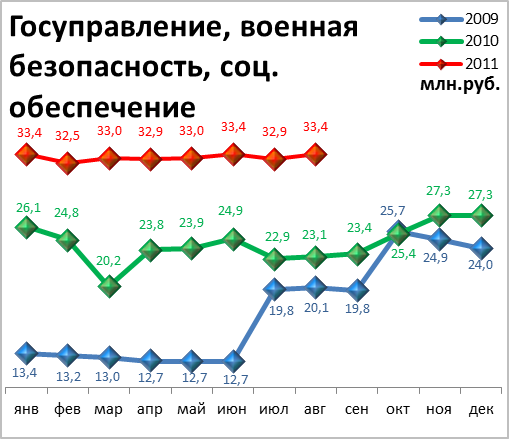 Госуправление, военная
безопасность, соц.
обеспечение
2009
2010
2011
млн.руб.
33,4 32,5 33,0 32,9 33,0 33,4 32,9 33,4
26,1 24,8 20,2 23,8 23,9 24,9 22,9 23,1 23,4 25,4 27,3 27,3
13,4 13,2 13,0 12,7 12,7 12,7 19,8 20,1 19,8 25,7 24,9 24,0
янв фев мар апр май июн июл авг сен окт ноя дек